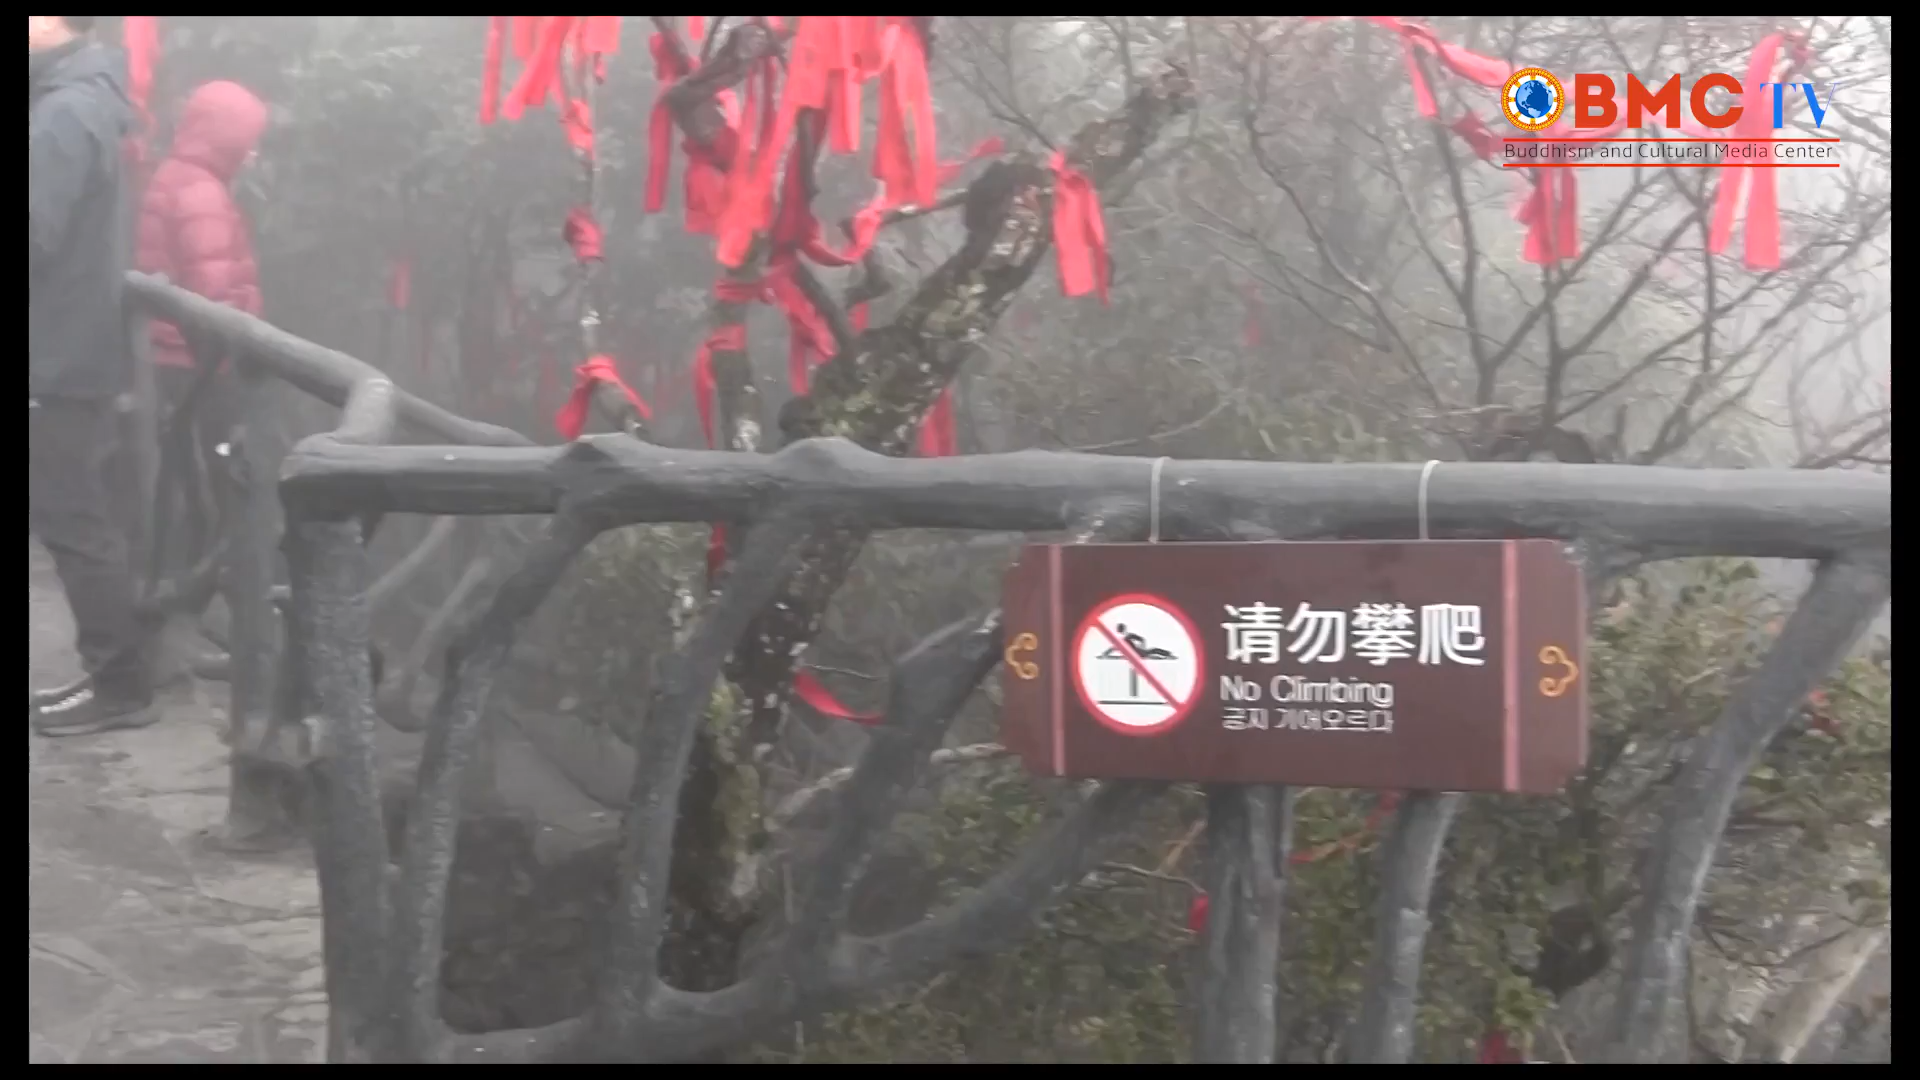 BMC TV
Buddhism and Cultural Media Center
请勿攀爬
No Climbing
금지 기어오르다